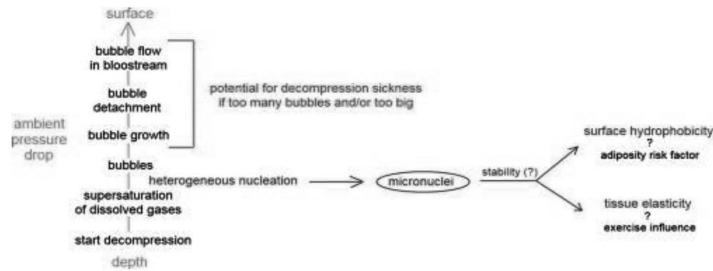 surface
bubble flow
in bloostream
bubble
detachment
bubble growth
bubbles
supersaturation
of dissolved gases
start decompression
depth
ambient
pressure
drop
potential for decompression sickness
if too many bubbles and/or too big
heterogeneous nucleation
micronuclei
stability (?)
surface hydrophobicity
?
adiposity risk factor
tissue elasticity
?
exercise influence